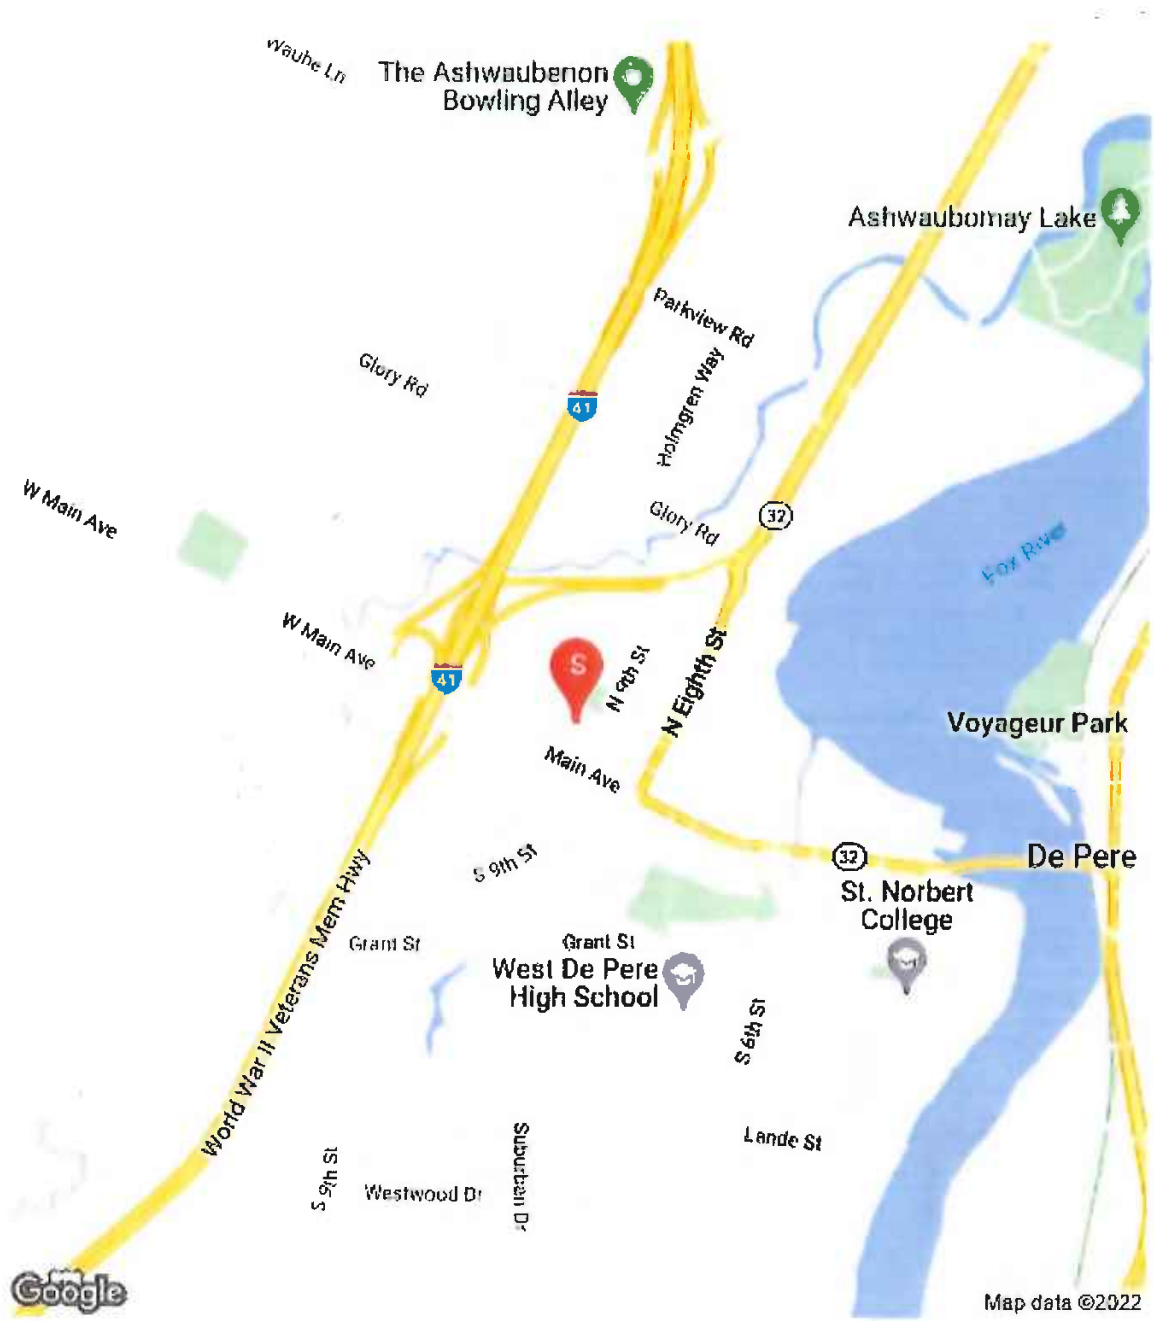 Wauhe Ln
The Ashwaubenon
Bowling Alley
Ashwaubomay Lake
Parkview Rd
Glory Rd
Holmgren Way
41
W Main Ave
Glory Rd
32
Fox River
W Main Ave
41
S
N 9th St
N Eighth St
Voyageur Park
Main Ave
S 9th St
32
De Pere
St. Norbert
College
World War II Veterans Mem Hwy
Grant St
Grant St
West De Pere
High School
S 6th St
Lande St
S 9th St
Westwood Dr
Suburban Dr
Google
Map data ©2022